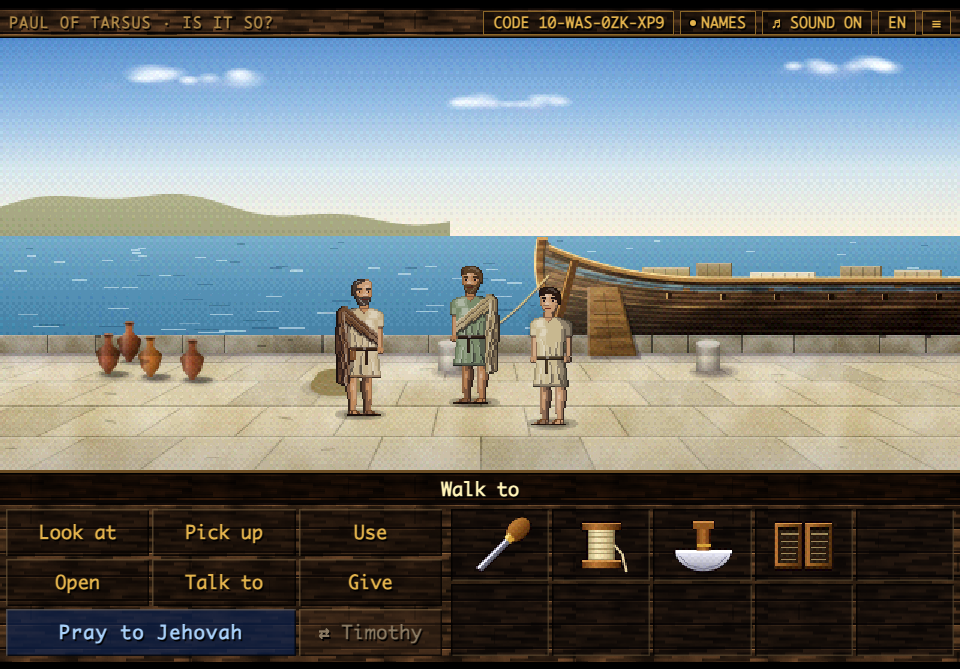 PAUL OF TARSUS · IS IT SO?
CODE 10-WAS-0ZK-XP9
• NAMES
♬ SOUND ON
EN
≡
Walk to
Look at
Pick up
Use
Open
Talk to
Give
Pray to Jehovah
⇄ Timothy